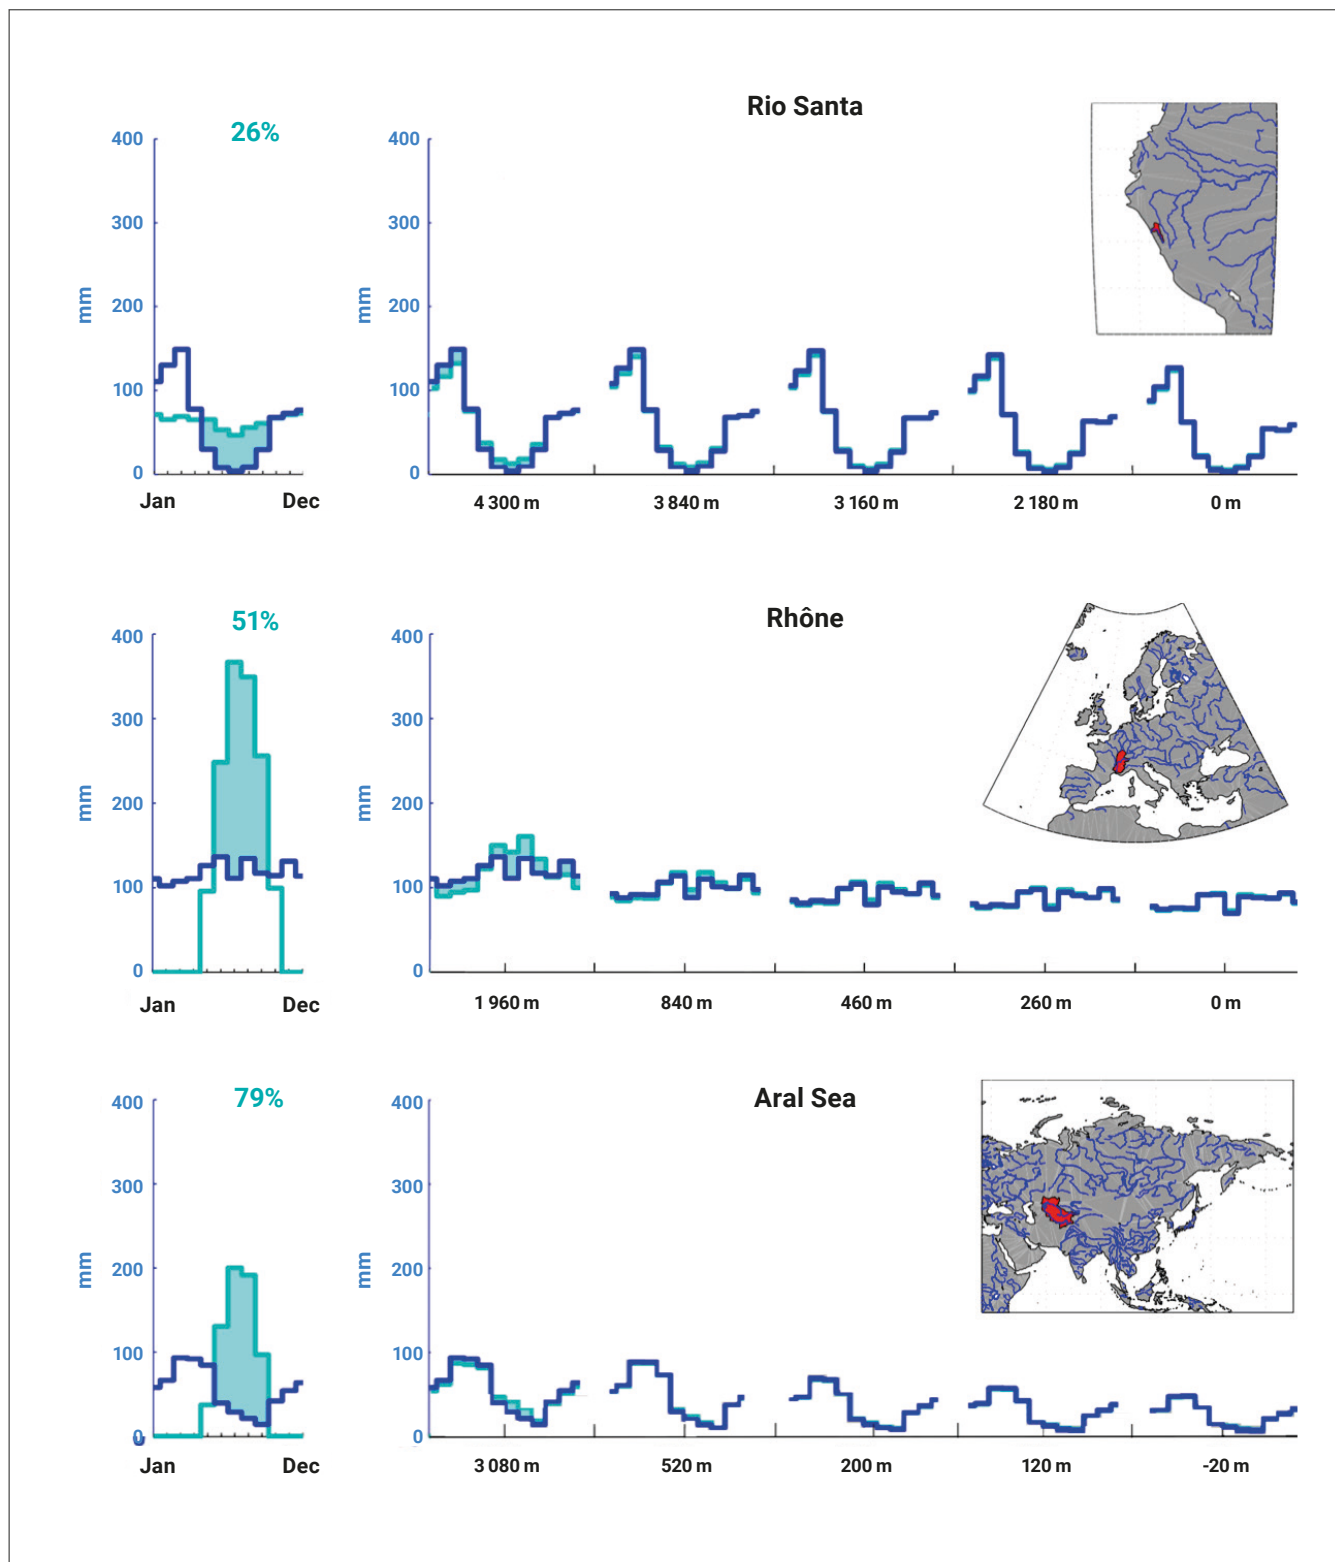 Rio Santa
26%
400
300
200
100
0
mm
Jan
Dec
400
300
200
100
0
mm
4 300 m
3 840 m
3 160 m
2 180 m
0 m
Rhône
51%
400
300
200
100
0
mm
Jan
Dec
400
300
200
100
0
mm
1 960 m
840 m
460 m
260 m
0 m
Aral Sea
79%
400
300
200
100
0
mm
Jan
Dec
400
300
200
100
0
mm
3 080 m
520 m
200 m
120 m
-20 m